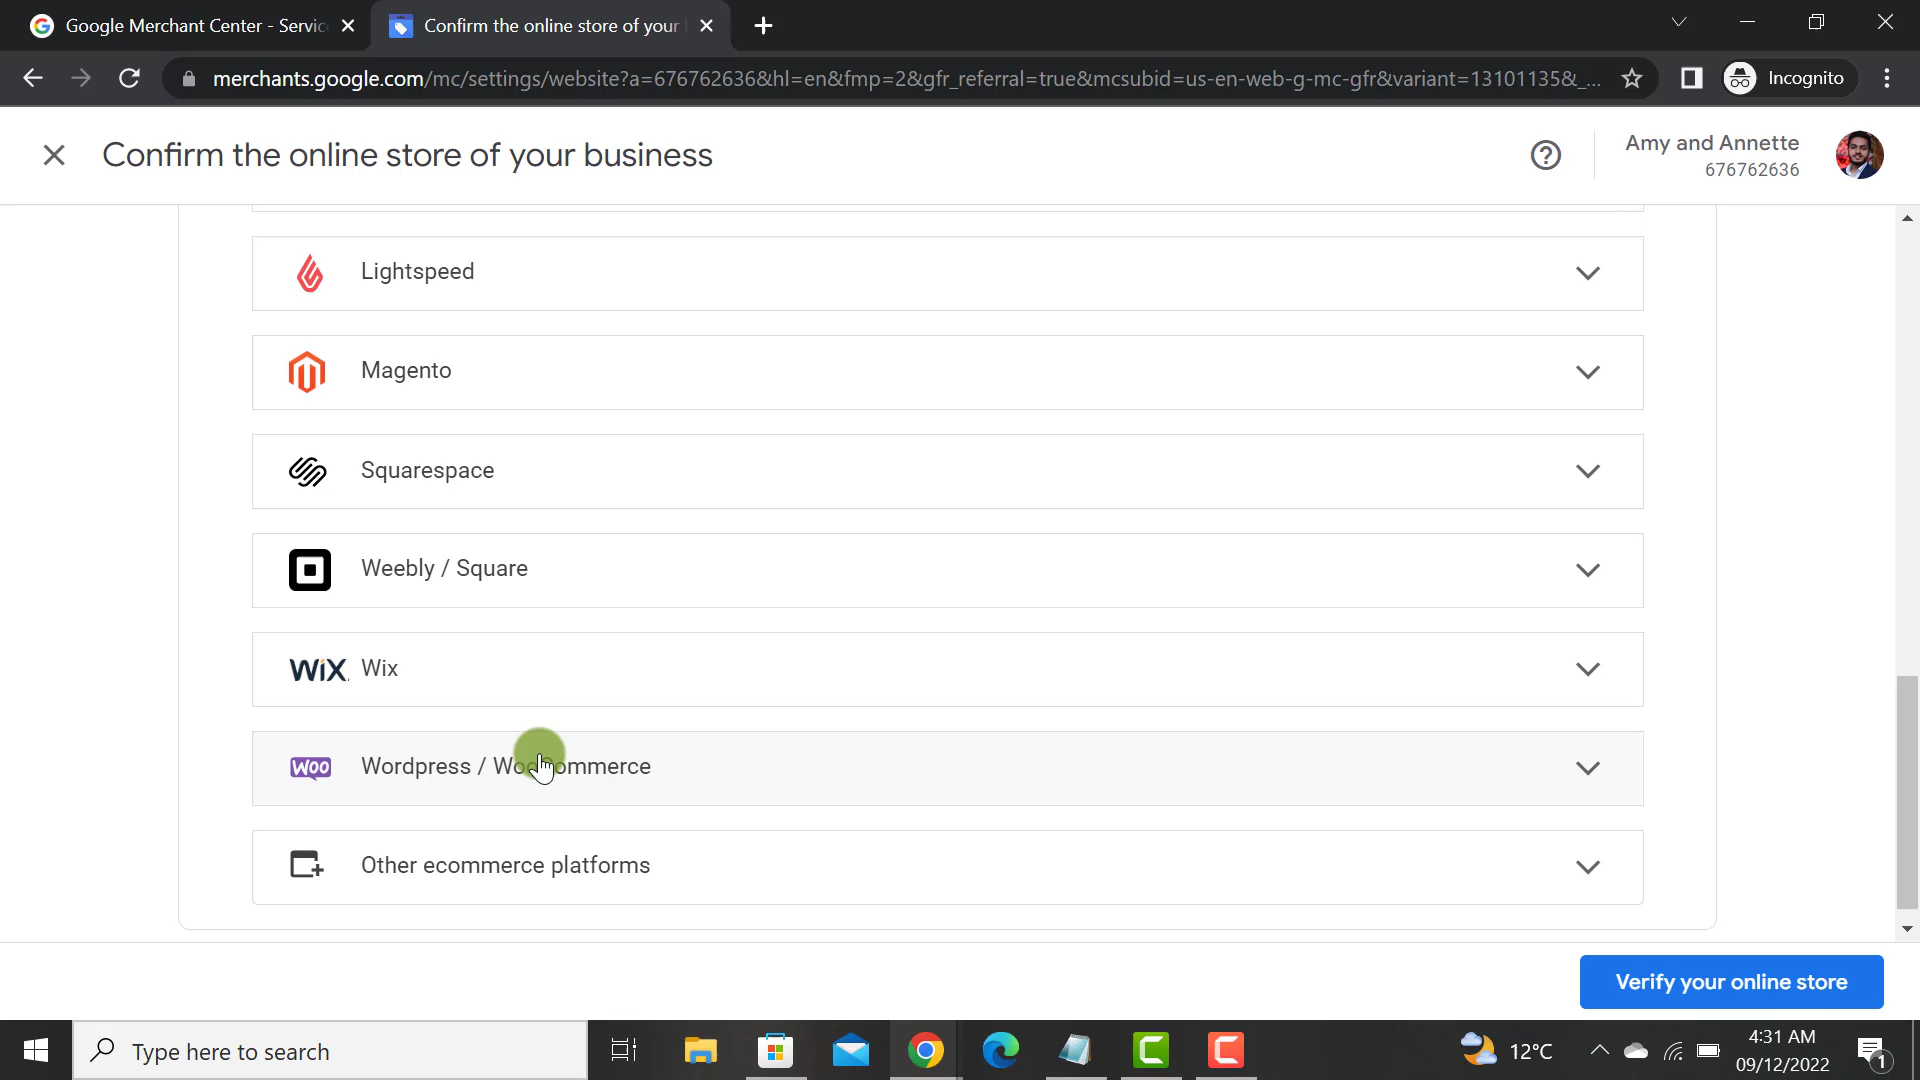 Google Merchant Center - Servic
Confirm the online store of your
merchants.google.com/mc/settings/website?a=676762636&hl=en&fmp=2&gfr_referral=true&mcsubid=us-en-web-g-mc-gfr&variant=13101135&_...
Incognito
Confirm the online store of your business
Amy and Annette
676762636
Lightspeed
Magento
Squarespace
Weebly / Square
WiX Wix
Woo Wordpress / WooCommerce
Other ecommerce platforms
Verify your online store
Type here to search
12°C
4:31 AM
09/12/2022
1